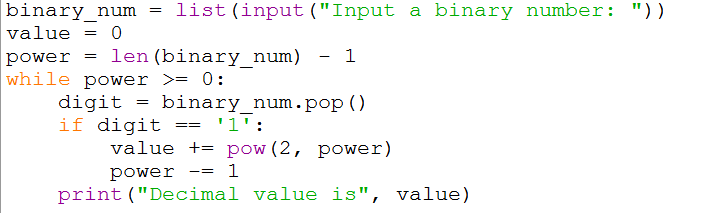 binary_num = list(input("Input a binary number: "))
value = 0
power = len(binary_num) - 1
while power >= 0:
    digit = binary_num.pop()
    if digit == '1':
        value += pow(2, power)
        power -= 1
    print("Decimal value is", value)